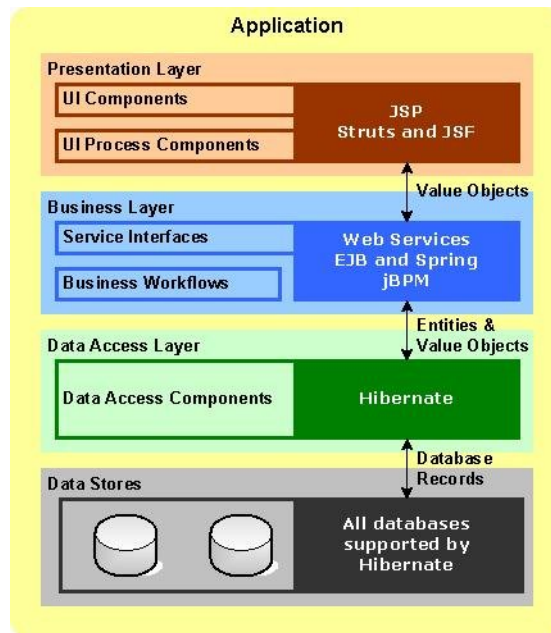 Application
Presentation Layer
UI Components
UI Process Components
JSP
Struts and JSF
Value Objects
Business Layer
Service Interfaces
Business Workflows
Web Services
EJB and Spring
jBPM
Entities &
Value Objects
Data Access Layer
Data Access Components
Hibernate
Database
Records
Data Stores
All databases
supported by
Hibernate